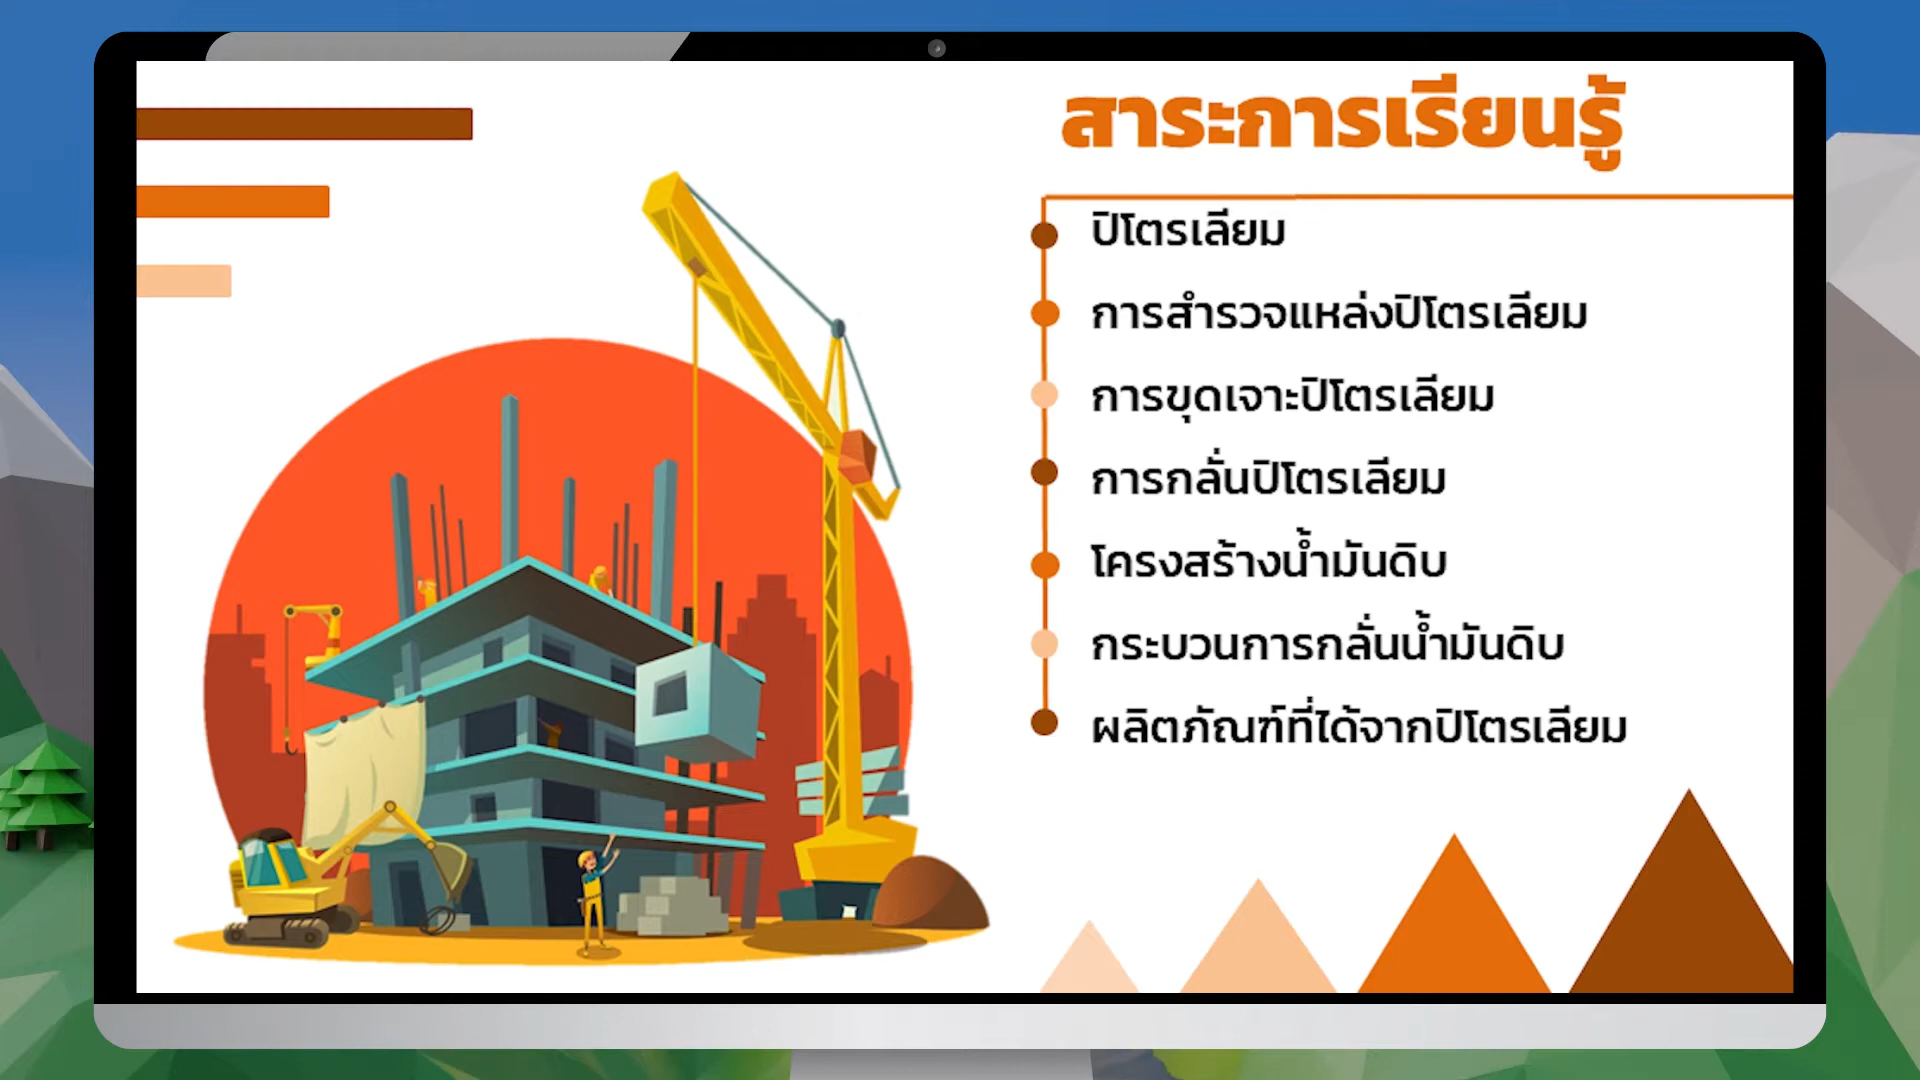 สาระการเรียนรู้
ปิโตรเลียม
การสำรวจแหล่งปิโตรเลียม
การขุดเจาะปิโตรเลียม
การกลั่นปิโตรเลียม
โครงสร้างน้ำมันดิบ
กระบวนการกลั่นน้ำมันดิบ
ผลิตภัณฑ์ที่ได้จากปิโตรเลียม